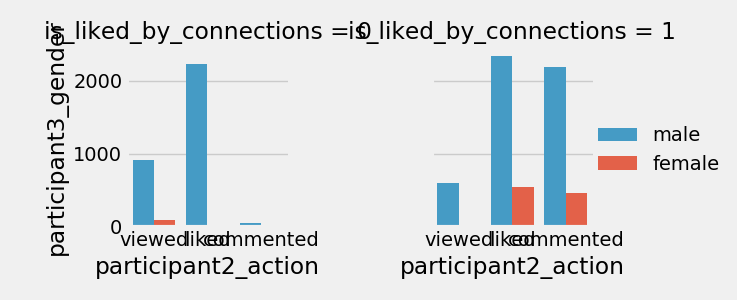 is_liked_by_connections = 0
is_liked_by_connections = 1
participant3_gender
2000
1000
0
viewed
liked
commented
viewed
liked
commented
participant2_action
participant2_action
male
female